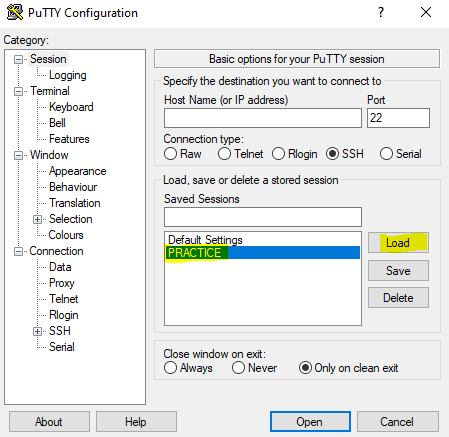 PuTTY Configuration
?
Category:
Session
Logging
Terminal
Keyboard
Bell
Features
Window
Appearance
Behaviour
Translation
Selection
Colours
Connection
Data
Proxy
Telnet
Rlogin
SSH
Serial
Basic options for your PuTTY session
Specify the destination you want to connect to
Host Name (or IP address) Port
22
Connection type:
Raw Telnet Rlogin SSH Serial
Load, save or delete a stored session
Saved Sessions
Default Settings
PRACTICE
Load
Save
Delete
Close window on exit:
Always Never Only on clean exit
About Help Open Cancel